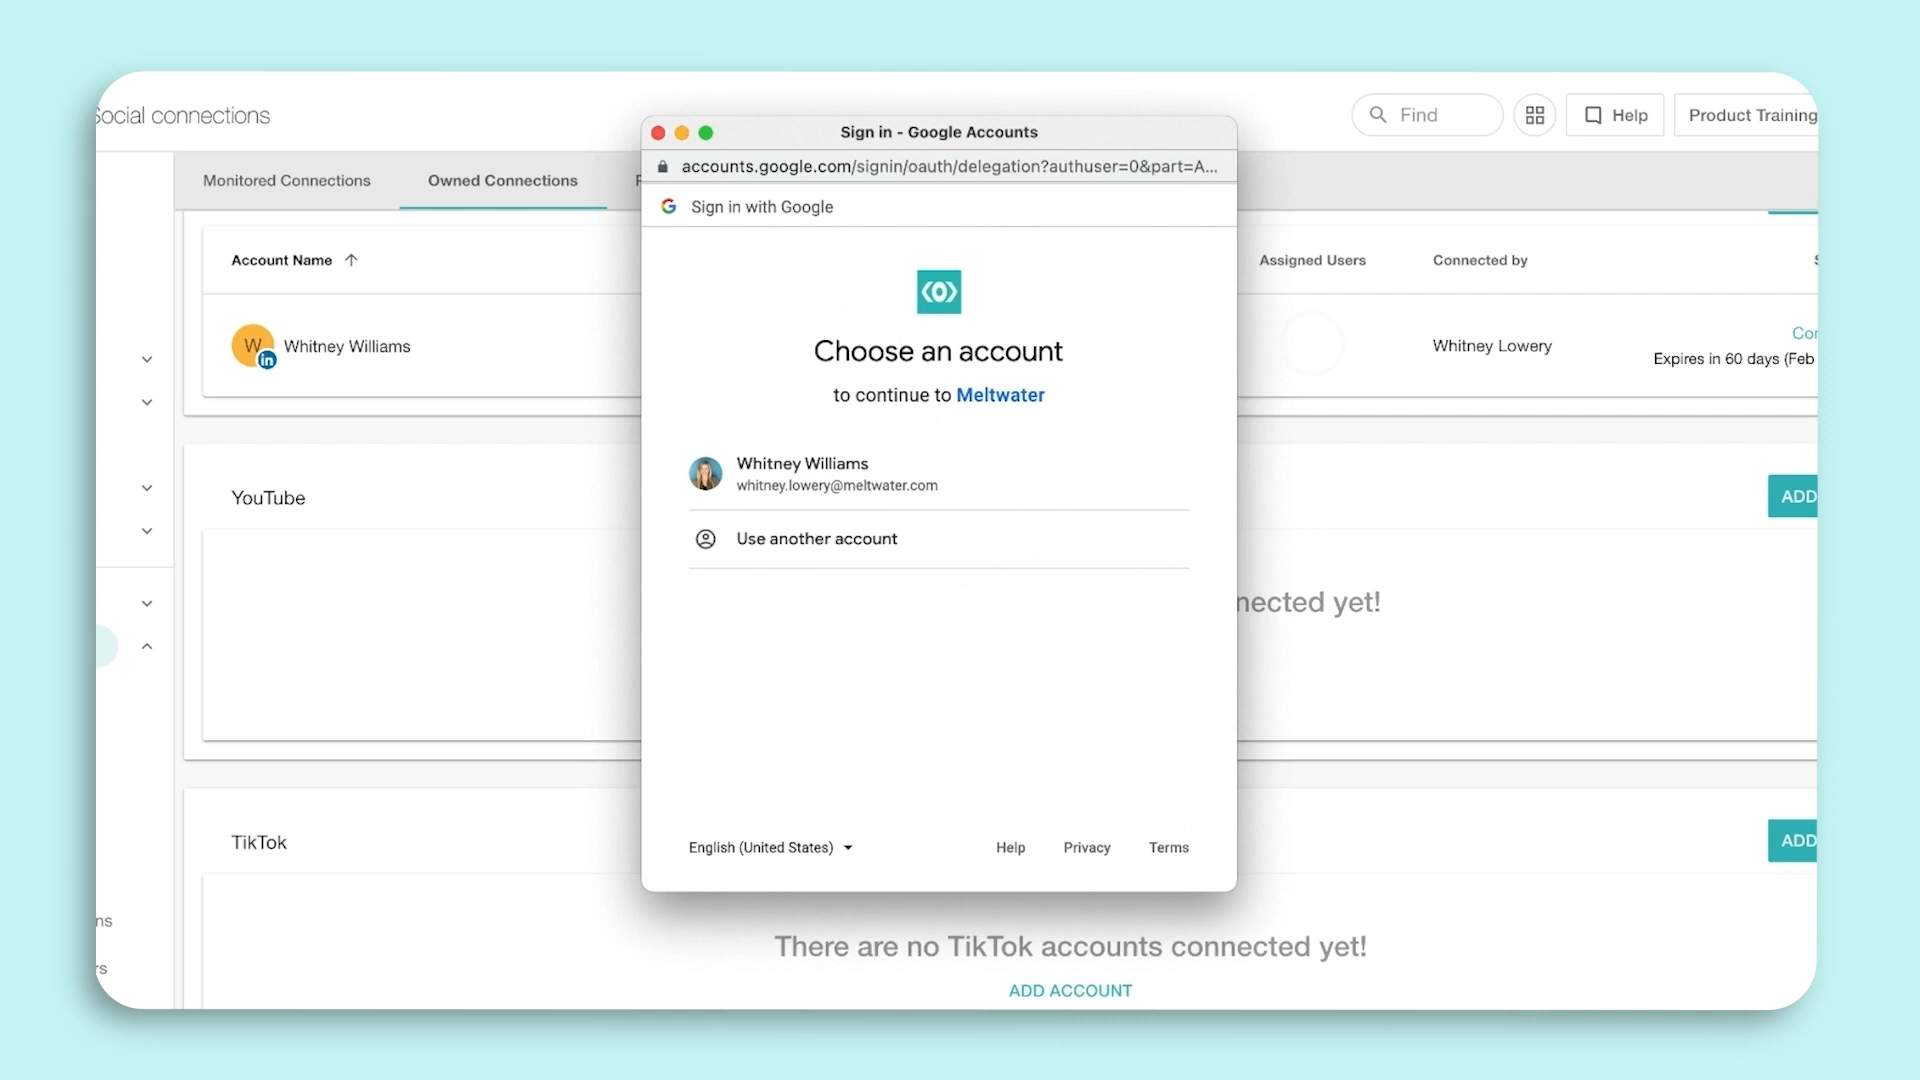 Social connections
Find
Help
Product Training
Monitored Connections
Owned Connections
Account Name
Assigned Users
Connected by
W
in
Whitney Williams
Whitney Lowery
Expires in 60 days (Feb
YouTube
ADD
nected yet!
TikTok
ADD
There are no TikTok accounts connected yet!
ADD ACCOUNT
ns
rs
Sign in - Google Accounts
accounts.google.com/signin/oauth/delegation?authuser=0&part=A...
G Sign in with Google
Choose an account
to continue to Meltwater
Whitney Williams
whitney.lowery@meltwater.com
Use another account
English (United States)
Help
Privacy
Terms